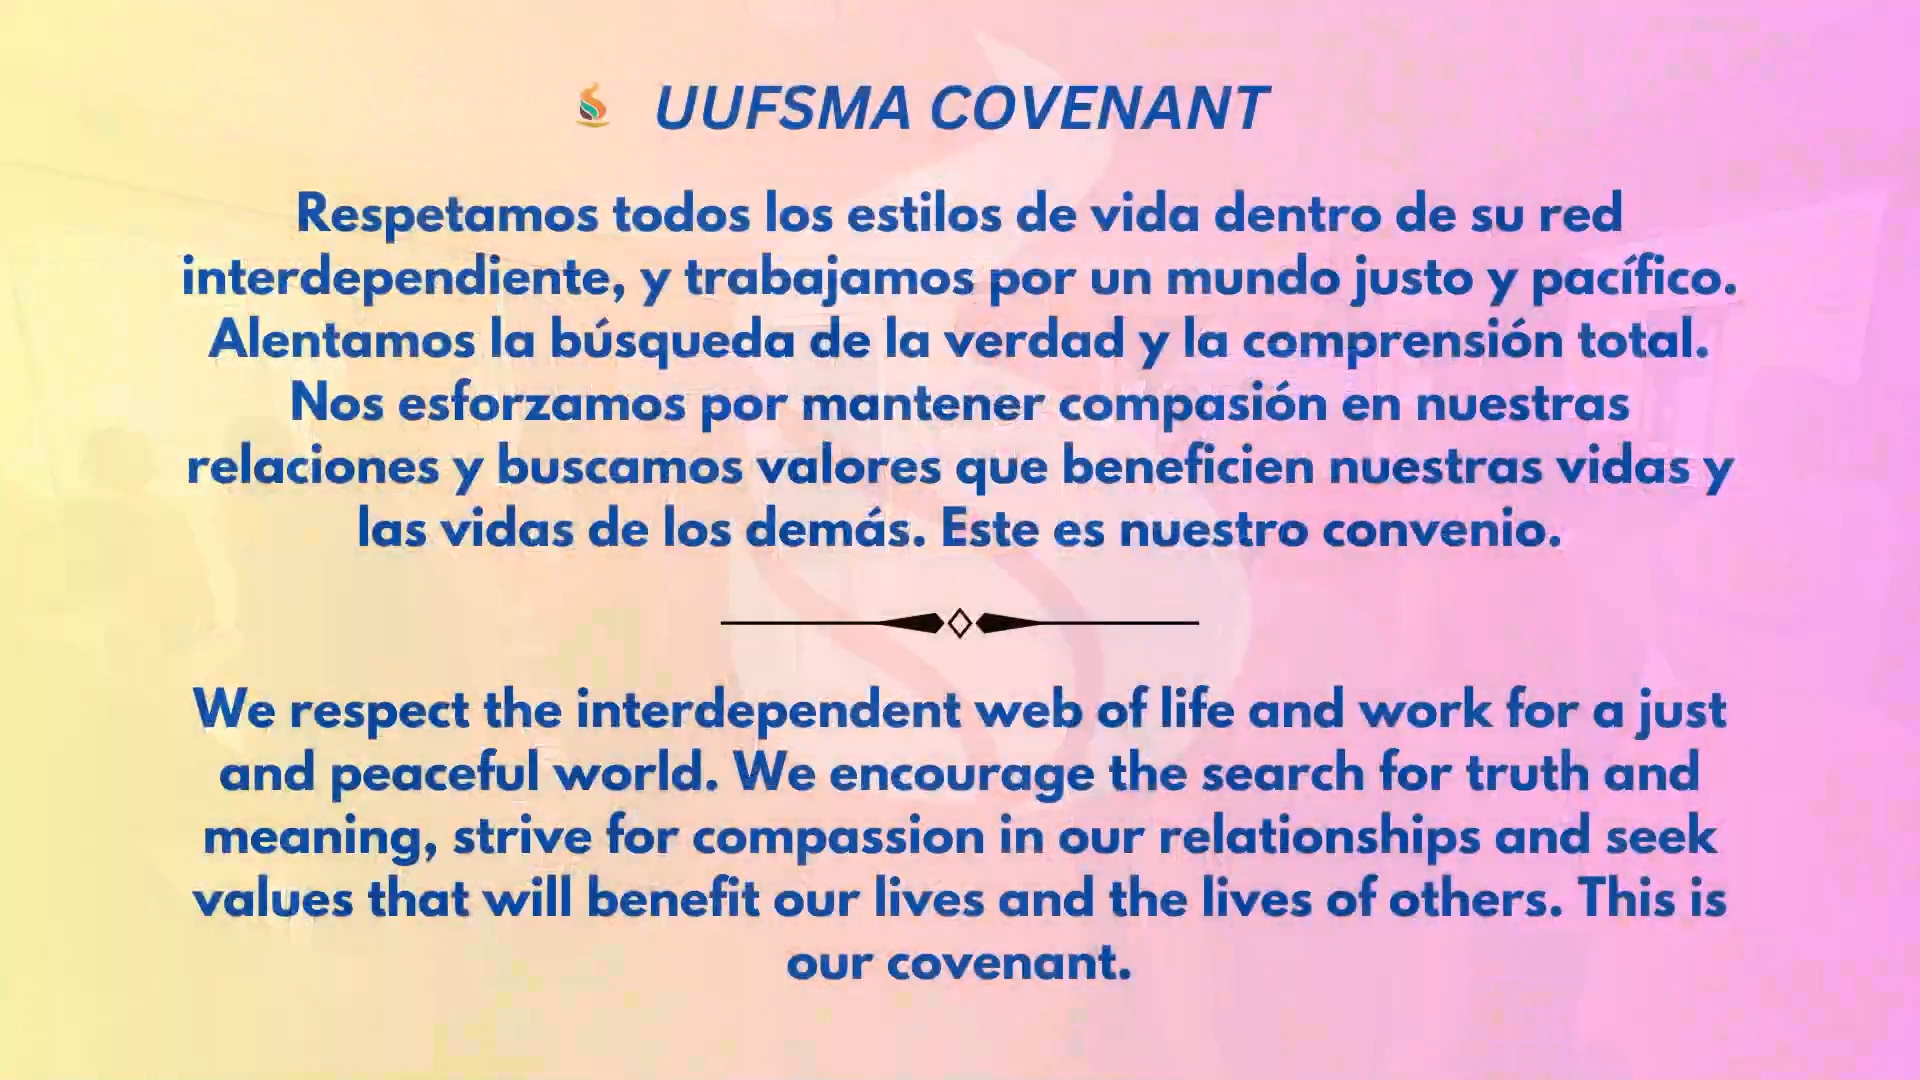 UUFSMA COVENANT
Respetamos todos los estilos de vida dentro de su red
interdependiente, y trabajamos por un mundo justo y pacífico.
Alentamos la búsqueda de la verdad y la comprensión total.
Nos esforzamos por mantener compasión en nuestras
relaciones y buscamos valores que beneficien nuestras vidas y
las vidas de los demás. Este es nuestro convenio.
We respect the interdependent web of life and work for a just
and peaceful world. We encourage the search for truth and
meaning, strive for compassion in our relationships and seek
values that will benefit our lives and the lives of others. This is
our covenant.